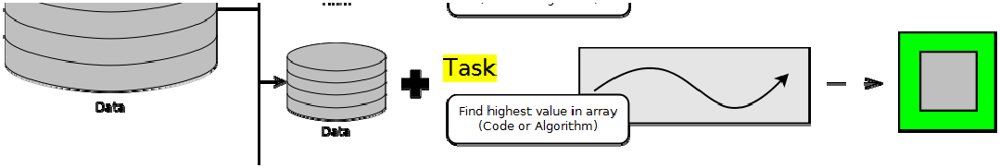 Task
Data
Find highest value in array
(Code or Algorithm)
Data